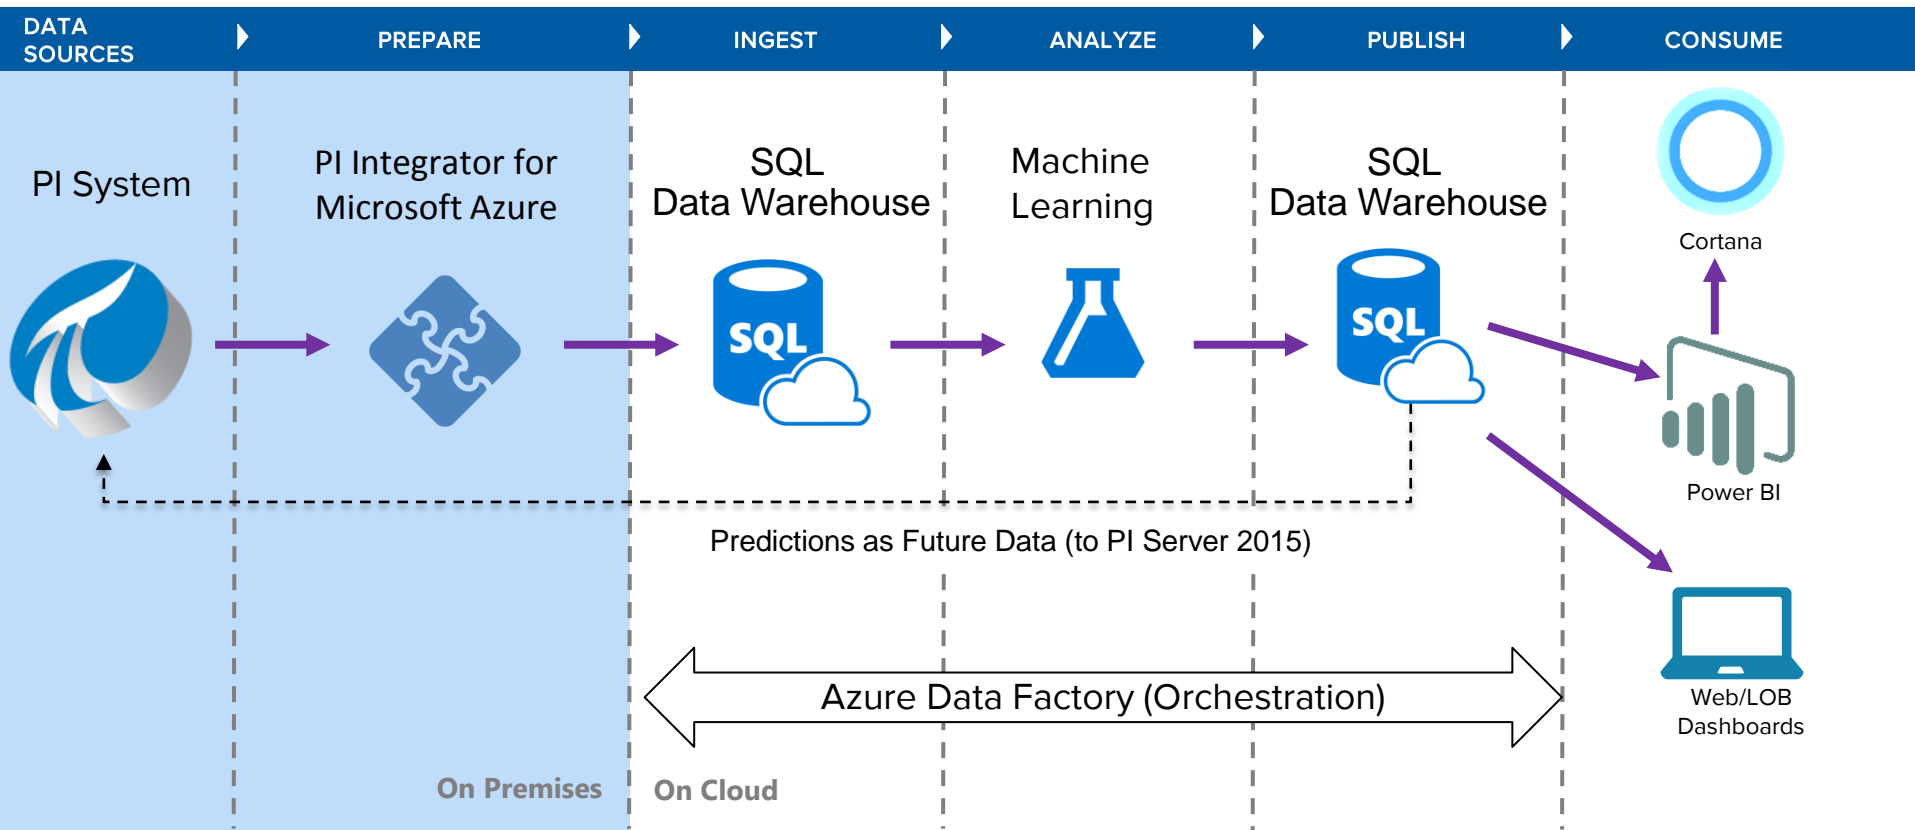 DATA
SOURCES
PREPARE
INGEST
ANALYZE
PUBLISH
CONSUME
PI System
PI Integrator for
Microsoft Azure
SQL
Data Warehouse
Machine
Learning
SQL
Data Warehouse
SQL
SQL
Cortana
Power BI
Predictions as Future Data (to PI Server 2015)
Azure Data Factory (Orchestration)
Web/LOB
Dashboards
On Premises
On Cloud